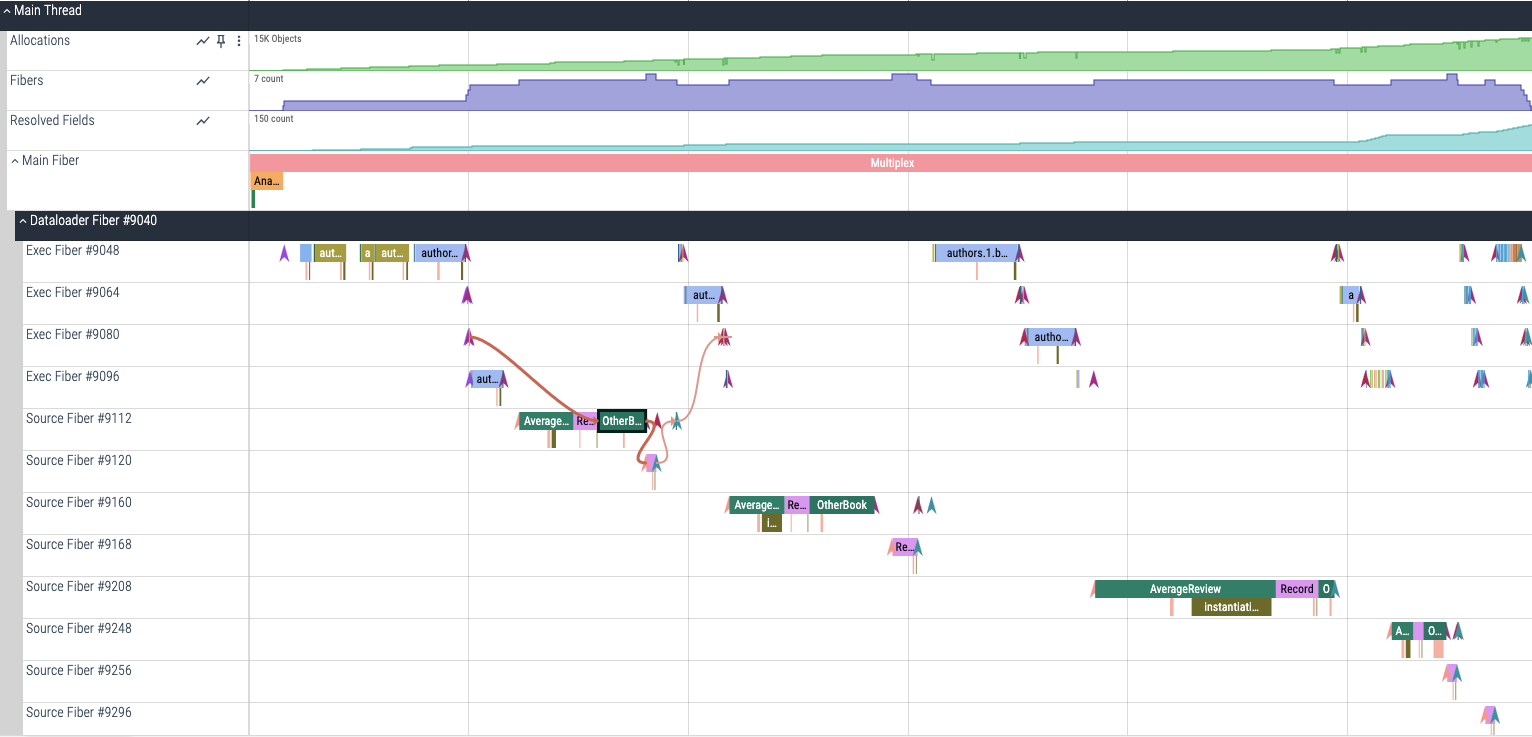 Main Thread
Allocations
15K Objects
Fibers
7 count
Resolved Fields
150 count
Main Fiber
Multiplex
Ana...
Dataloader Fiber #9040
Exec Fiber #9048
aut... a aut... author... authors.1.b...
Exec Fiber #9064
aut... a
Exec Fiber #9080
autho...
Exec Fiber #9096
aut...
Source Fiber #9112
Average... Re... OtherB...
Source Fiber #9120
Source Fiber #9160
Average... Re... OtherBook
i...
Source Fiber #9168
Re...
Source Fiber #9208
AverageReview Record O
instantiati...
Source Fiber #9248
A... O...
Source Fiber #9256
Source Fiber #9296